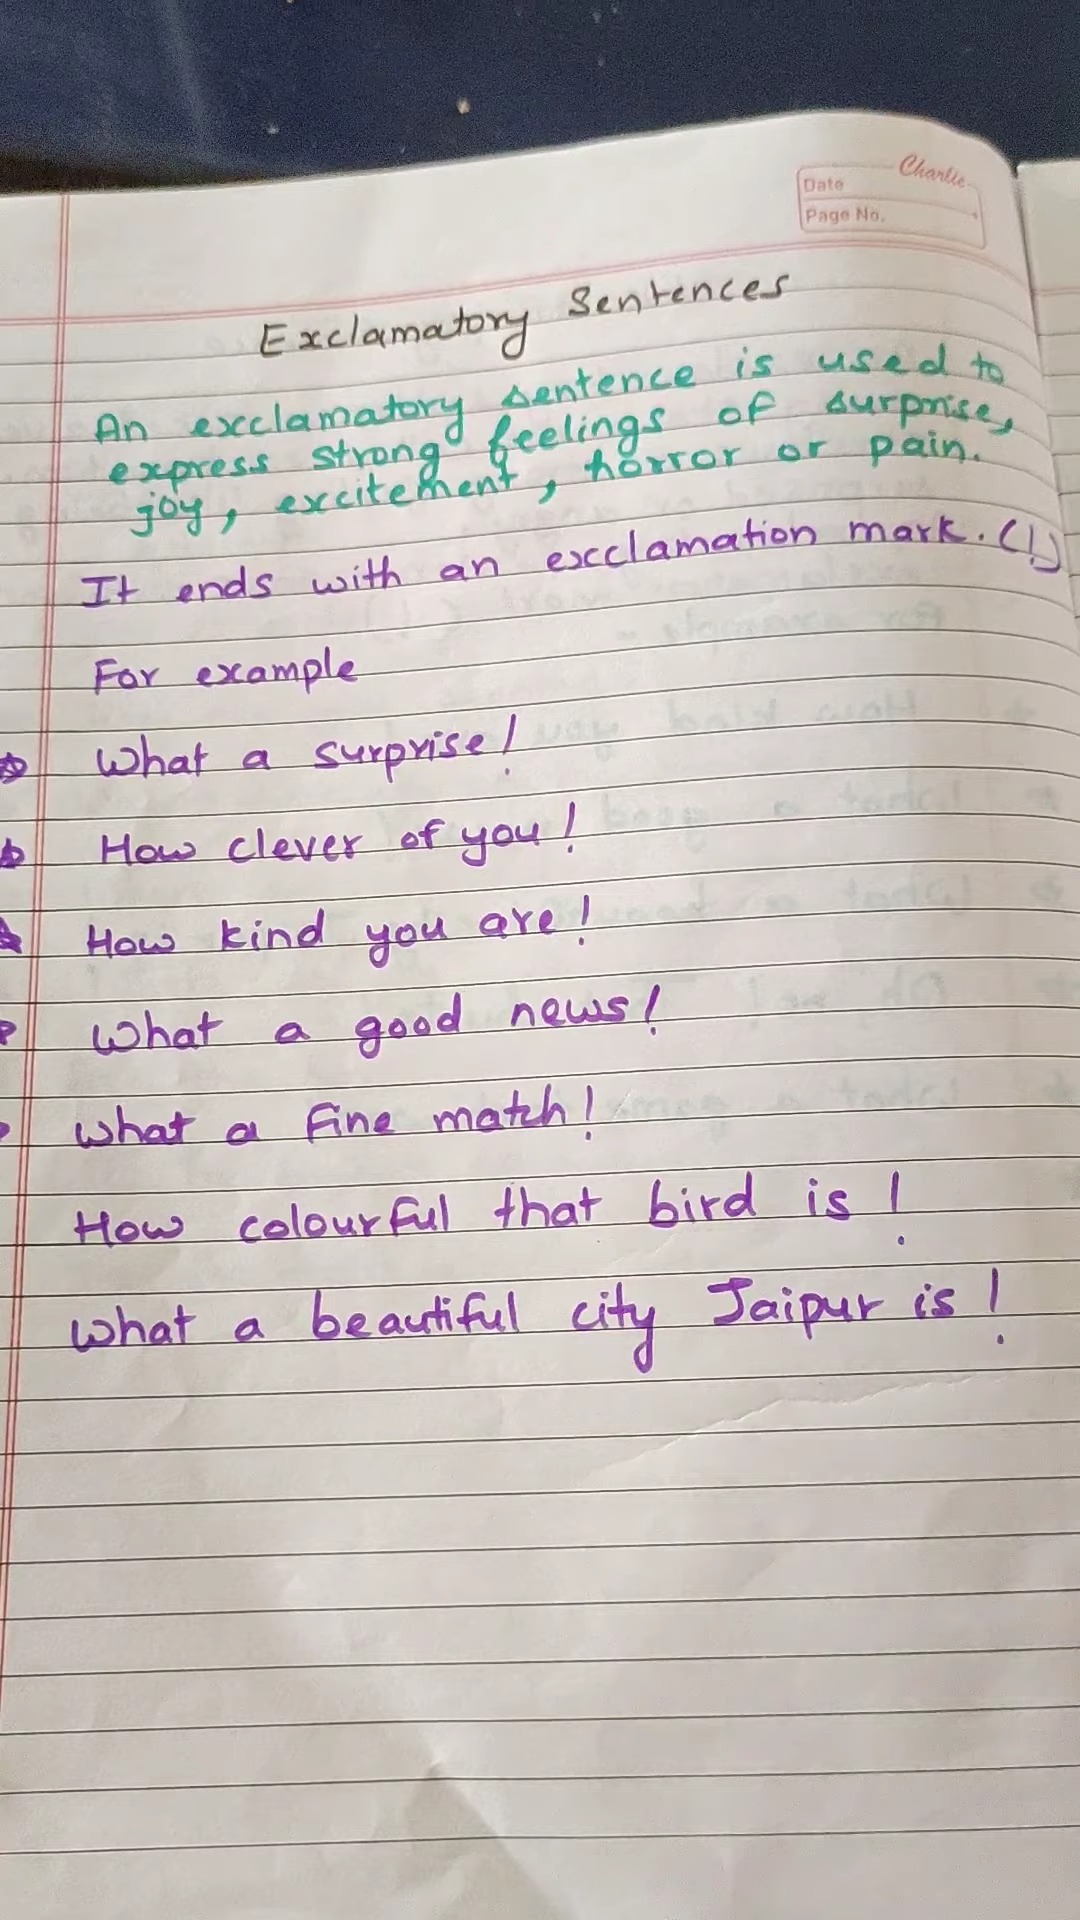 Charlie
Date
Page No.
Exclamatory Sentences
An exclamatory sentence is used to
express strong feelings of surprise,
joy, excitement, horror or pain.
It ends with an exclamation mark. (!)
For example
What a surprise!
How clever of you!
How kind you are!
What a good news!
What a fine match!
How colourful that bird is!
What a beautiful city Jaipur is!